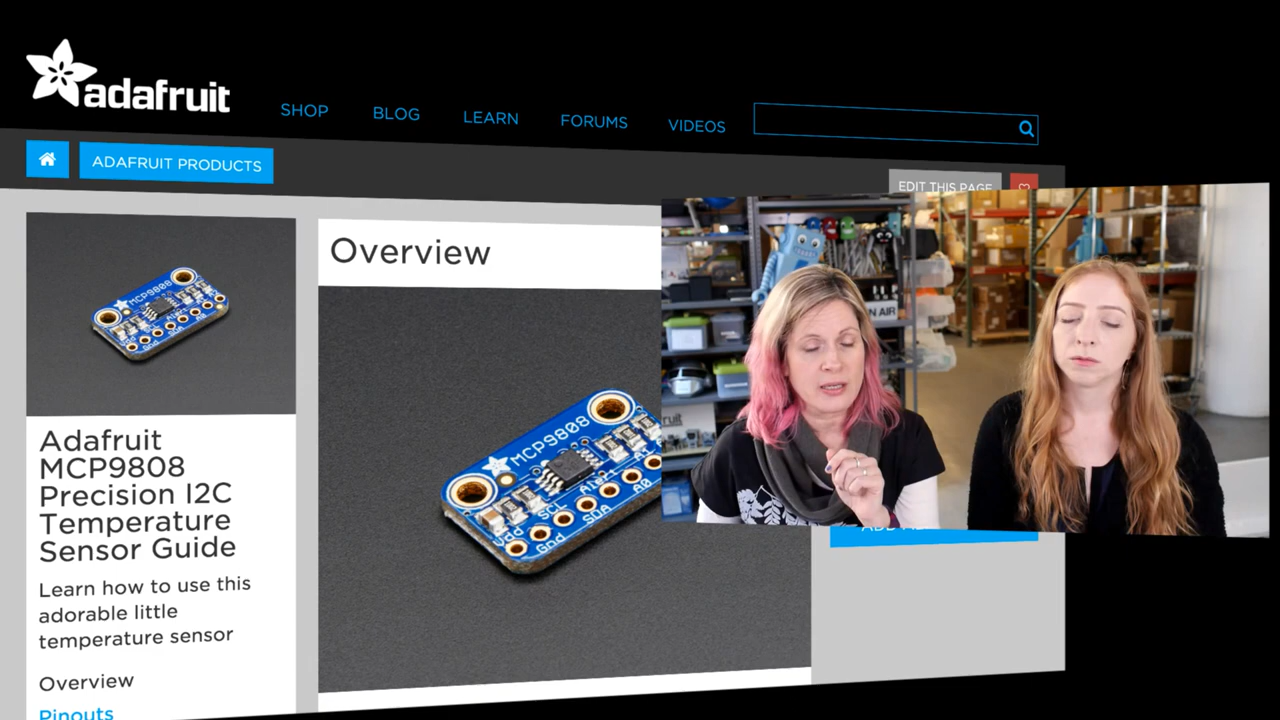 adafruit
SHOP
BLOG
LEARN
FORUMS
VIDEOS
ADAFRUIT PRODUCTS
EDIT THIS PAGE
Overview
MCP9808
Adafruit
MCP9808
Precision I2C
Temperature
Sensor Guide
Learn how to use this
adorable little
temperature sensor
Overview
Pinouts
MCP9808
Vdd
Gnd
SCL
SDA
Alert
A0
A1
ON AIR